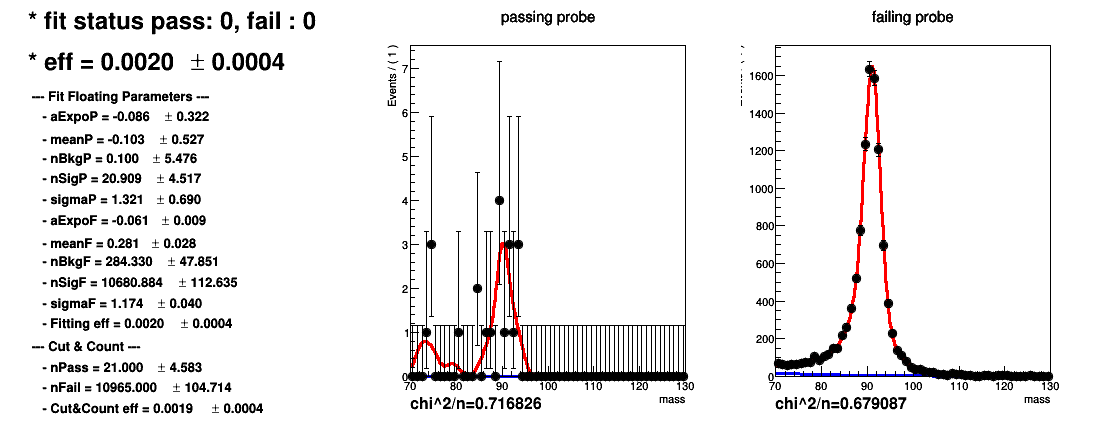 * fit status pass: 0, fail : 0
* eff = 0.0020 ± 0.0004
--- Fit Floating Parameters ---
- aExpoP = -0.086 ± 0.322
- meanP = -0.103 ± 0.527
- nBkgP = 0.100 ± 5.476
- nSigP = 20.909 ± 4.517
- sigmaP = 1.321 ± 0.690
- aExpoF = -0.061 ± 0.009
- meanF = 0.281 ± 0.028
- nBkgF = 284.330 ± 47.851
- nSigF = 10680.884 ± 112.635
- sigmaF = 1.174 ± 0.040
- Fitting eff = 0.0020 ± 0.0004
--- Cut & Count ---
- nPass = 21.000 ± 4.583
- nFail = 10965.000 ± 104.714
- Cut&Count eff = 0.0019 ± 0.0004
passing probe
Events / ( 1 )
7
6
5
4
3
2
1
0
70 80 90 100 110 120 130
mass
chi^2/n=0.716826
failing probe
1600
1400
1200
1000
800
600
400
200
0
70 80 90 100 110 120 130
mass
chi^2/n=0.679087